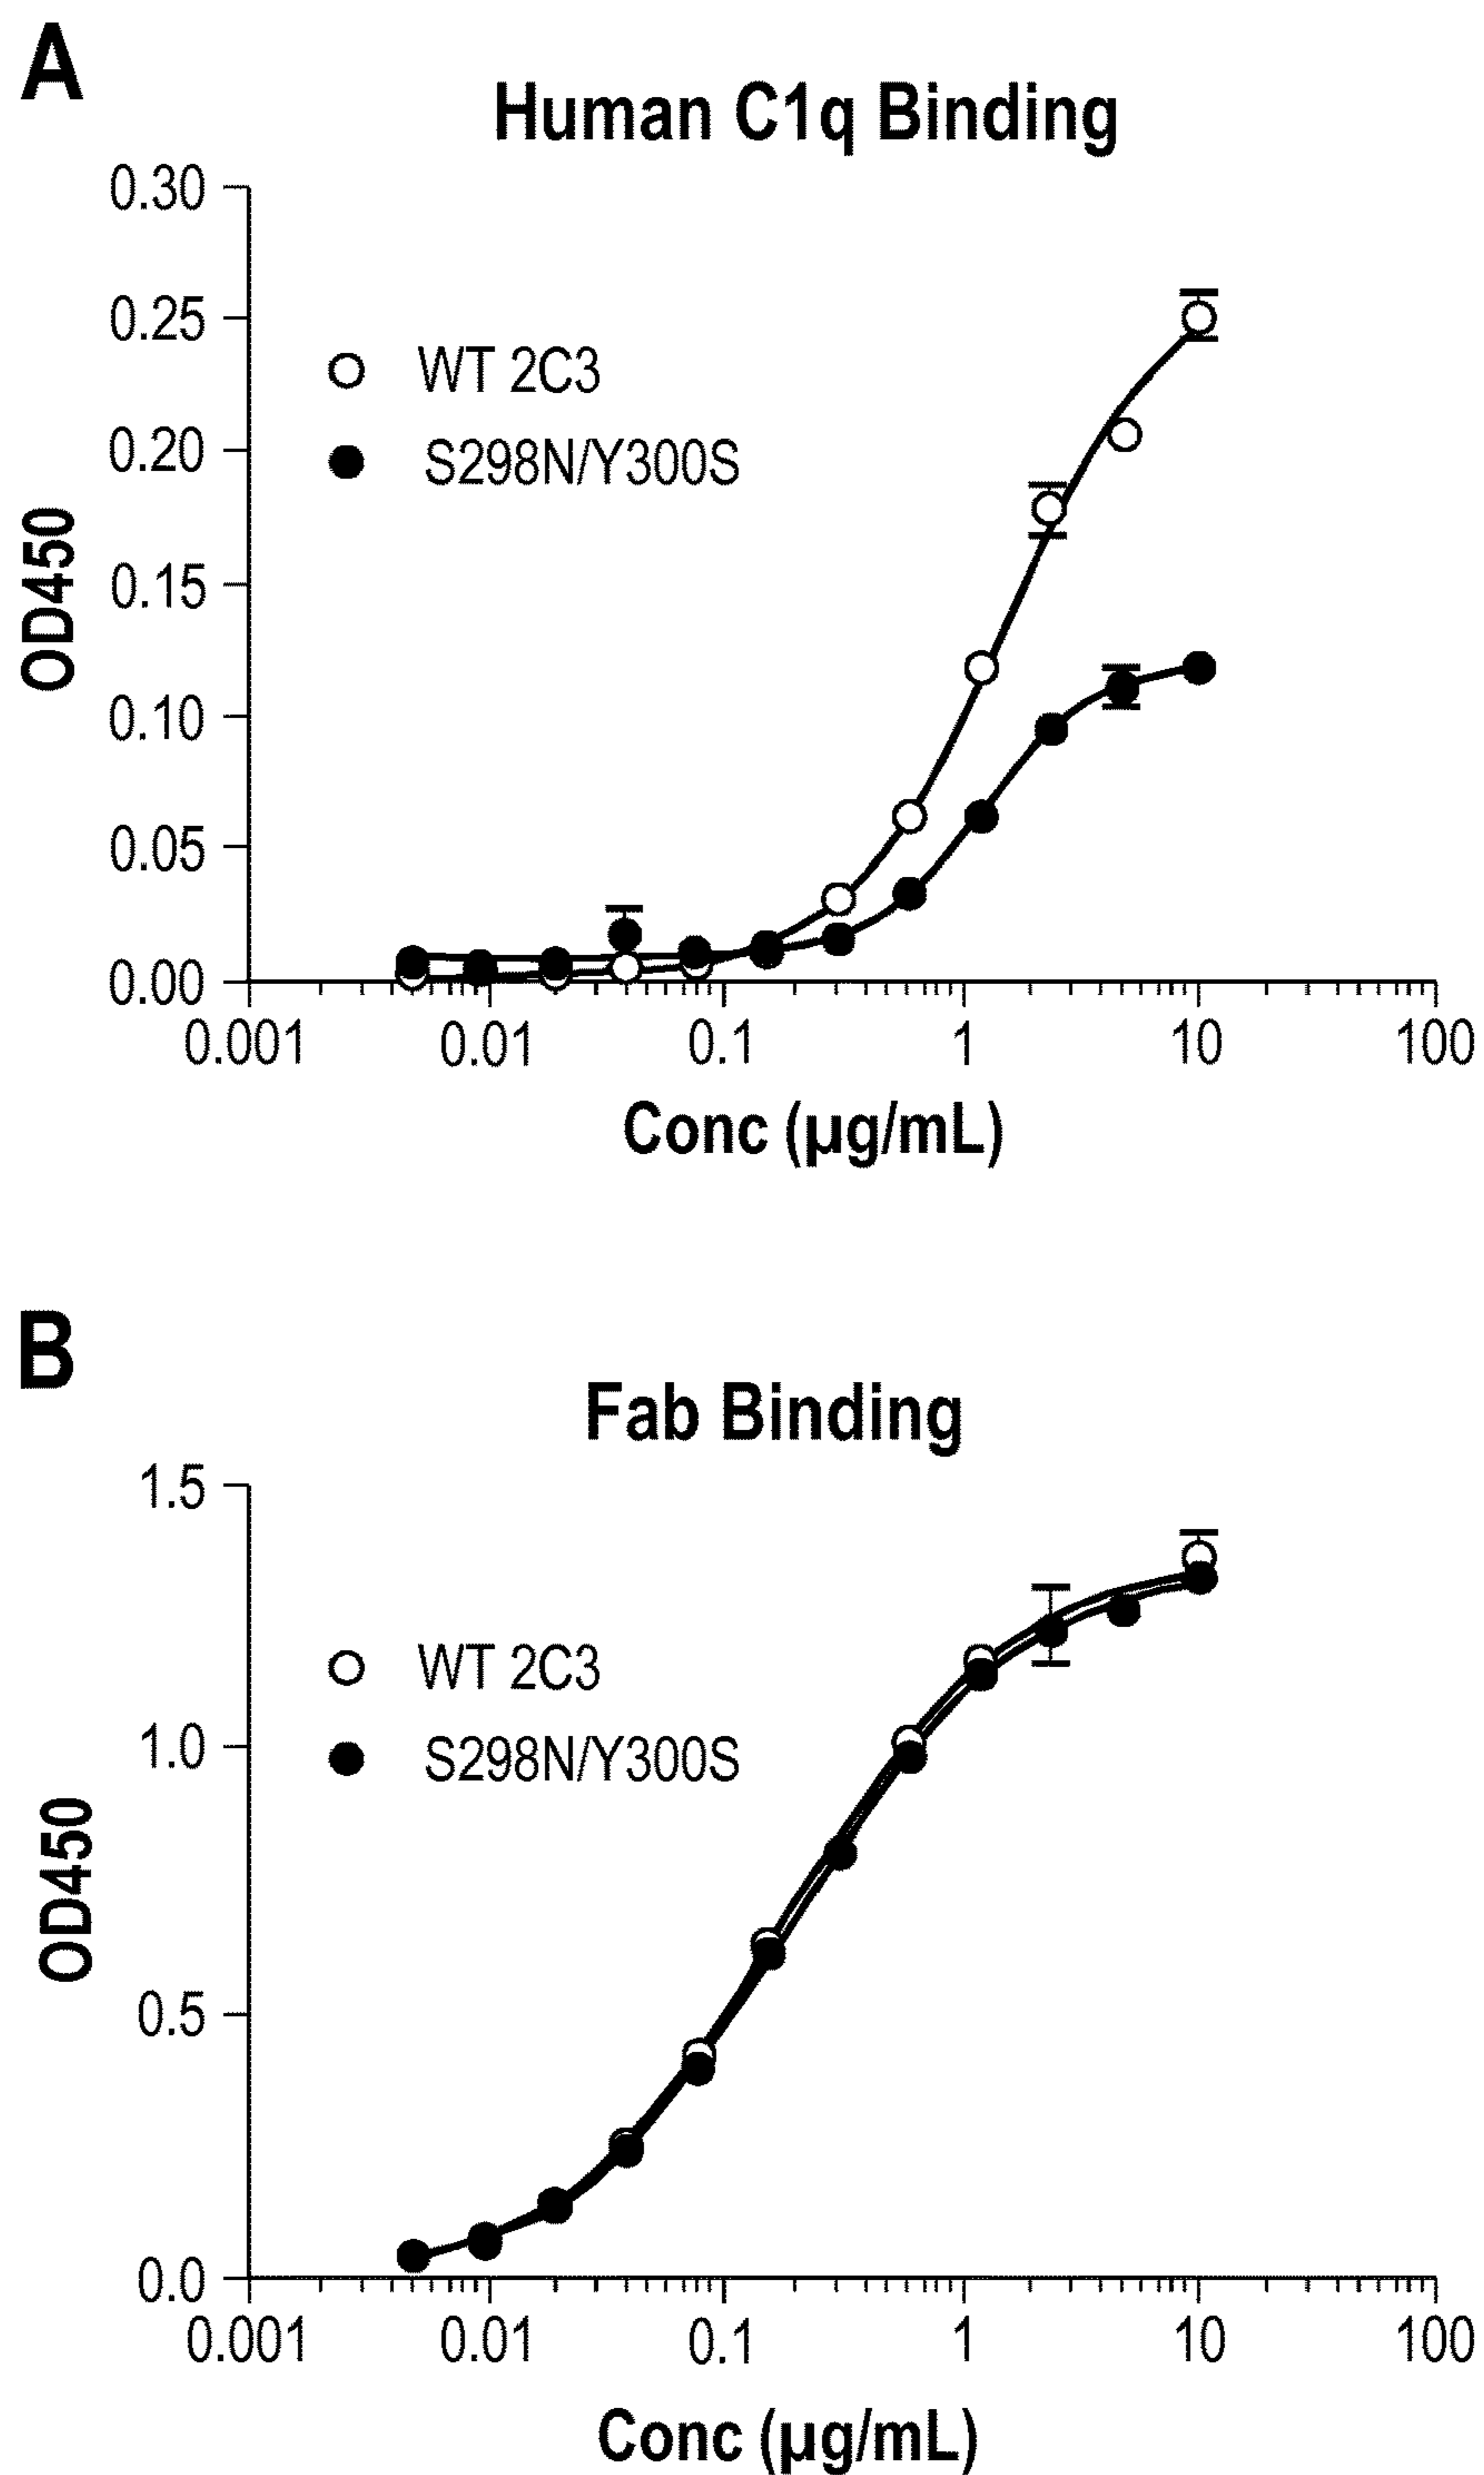 A
Human C1q Binding
0.30
0.25
0.20
0.15
0.10
0.05
0.00
OD450
WT 2C3
S298N/Y300S
0.001 0.01 0.1 1 10 100
Conc (µg/mL)
B
Fab Binding
1.5
1.0
0.5
0.0
OD450
WT 2C3
S298N/Y300S
0.001 0.01 0.1 1 10 100
Conc (µg/mL)